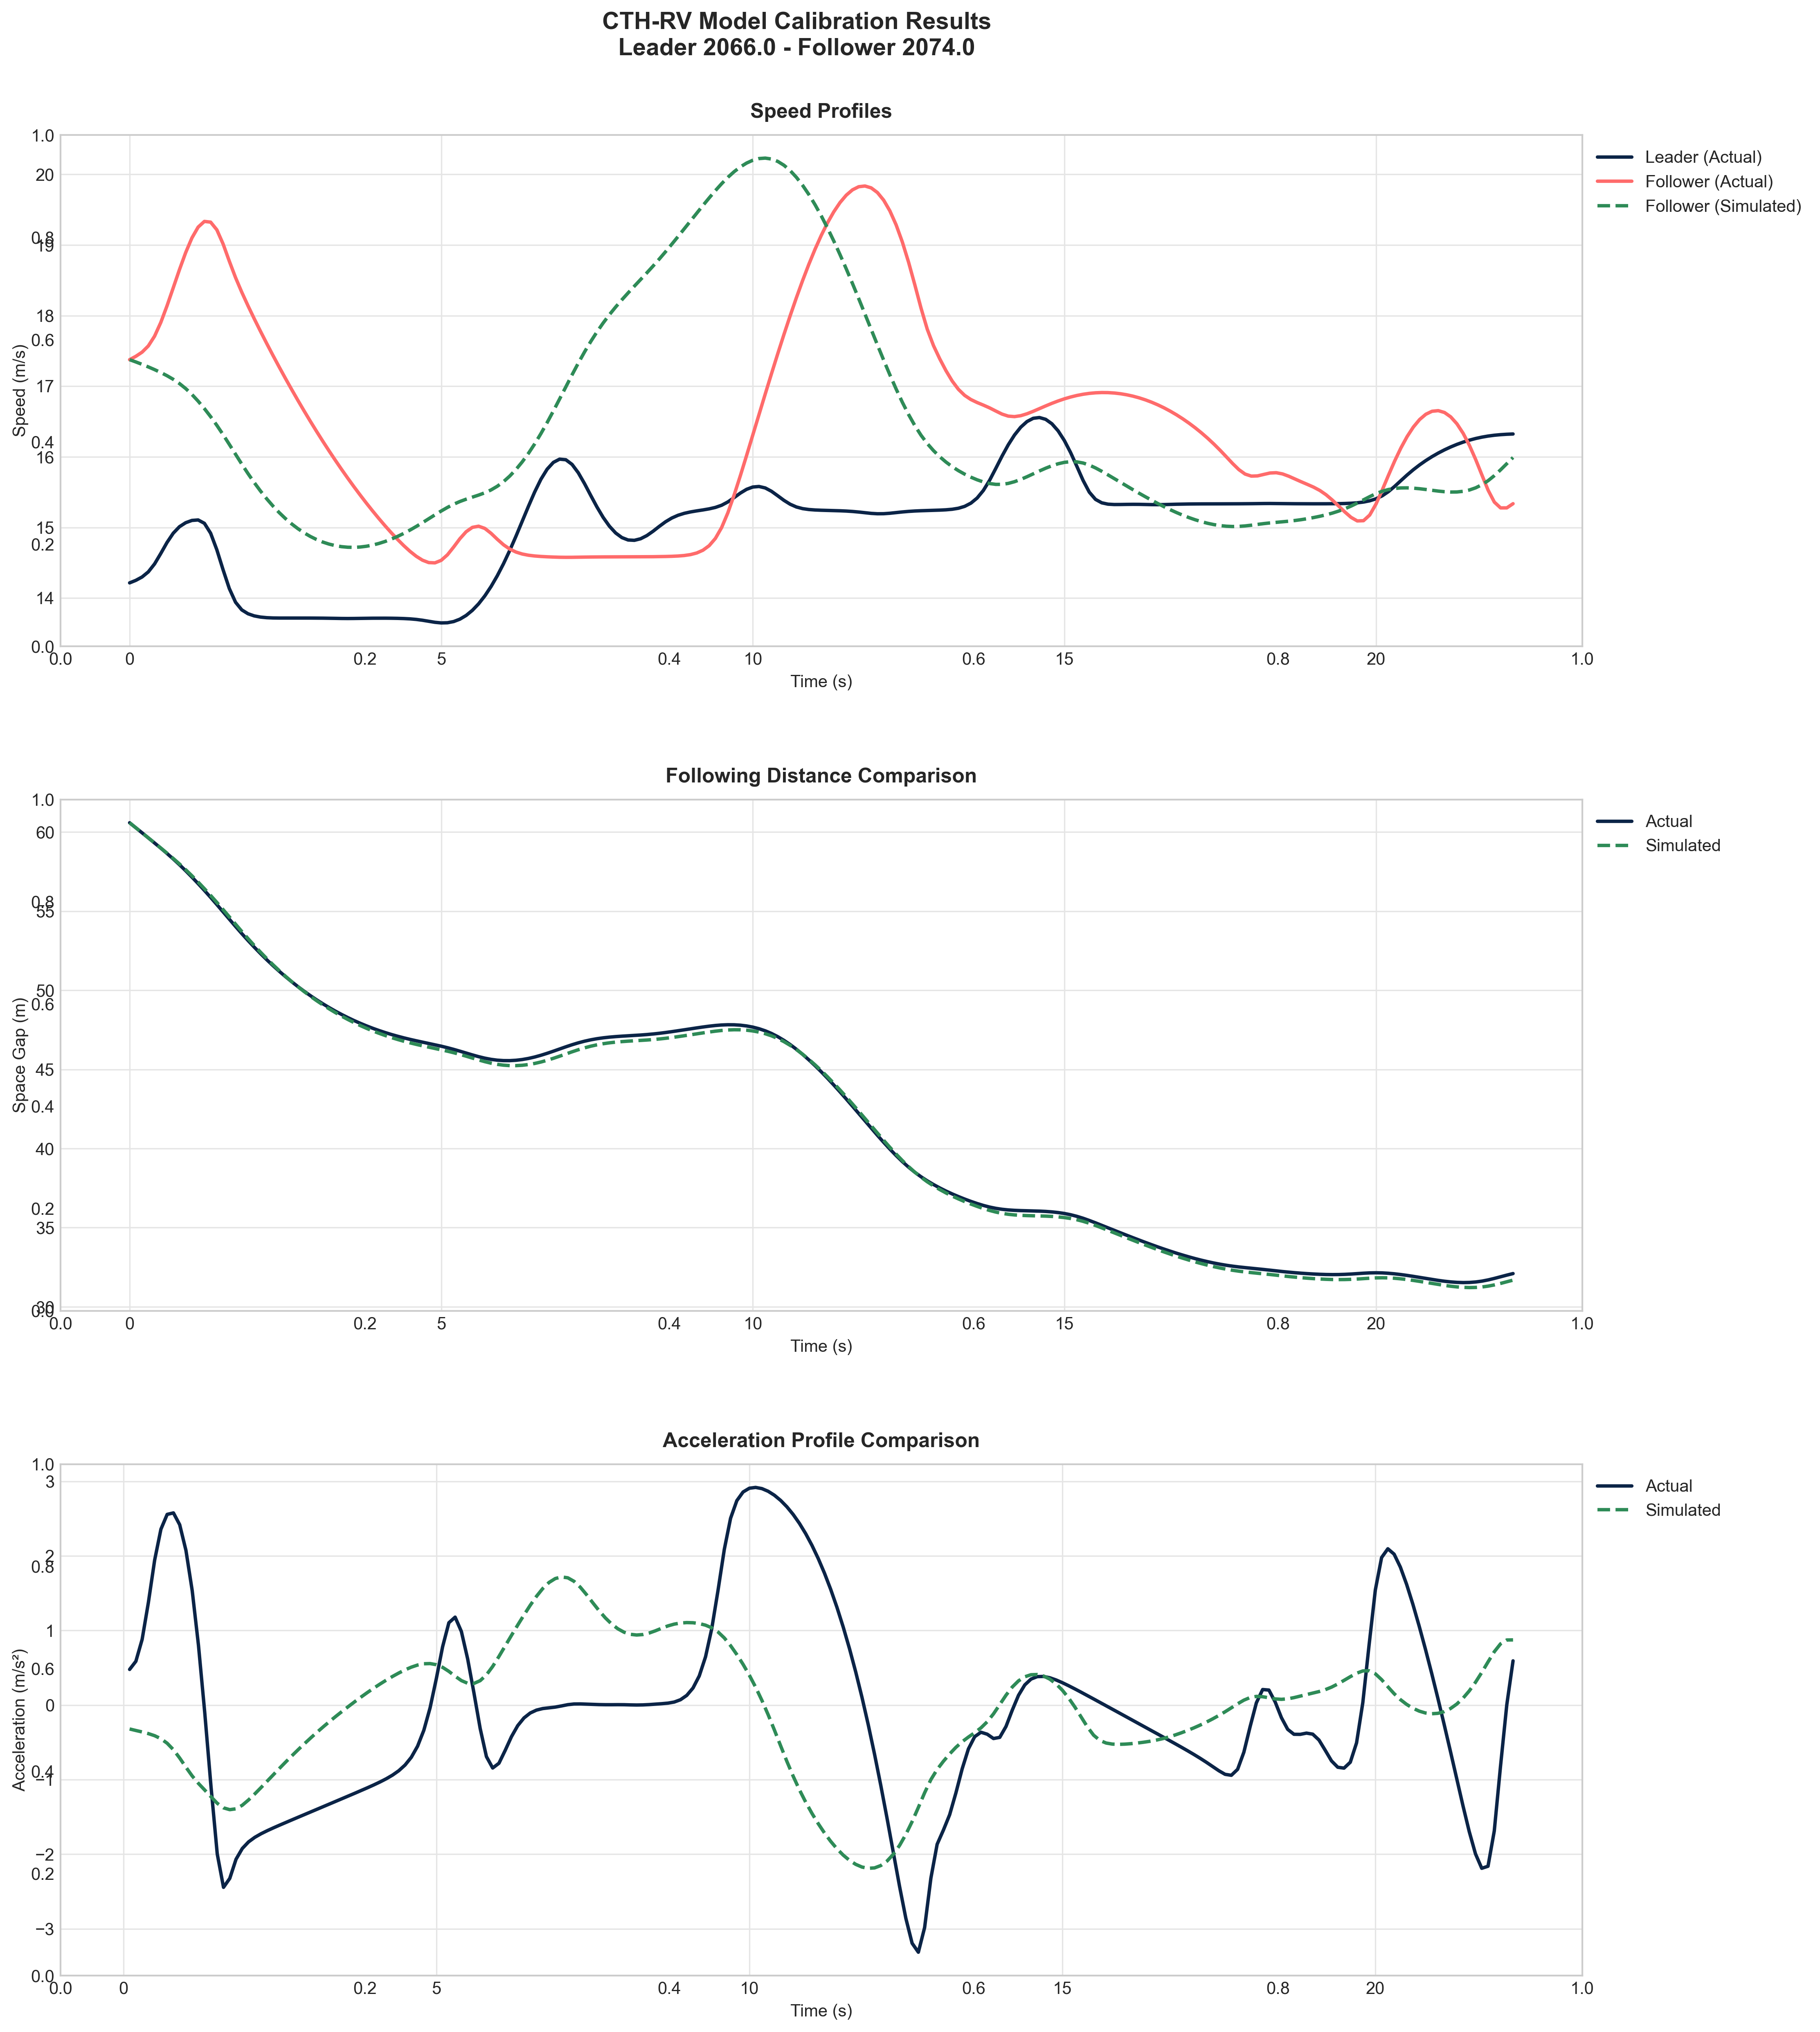 CTH-RV Model Calibration Results
Leader 2066.0 - Follower 2074.0
Speed Profiles
1.0
20
0.8
19
18
0.6
17
0.4
16
15
0.2
14
0.0
Speed (m/s)
0.0 0 0.2 5 0.4 10 0.6 15 0.8 20 1.0
Time (s)
Leader (Actual)
Follower (Actual)
Follower (Simulated)
Following Distance Comparison
1.0
60
0.8
55
50
0.6
45
0.4
40
0.2
35
30
0.0
Space Gap (m)
0.0 0 0.2 5 0.4 10 0.6 15 0.8 20 1.0
Time (s)
Actual
Simulated
Acceleration Profile Comparison
1.0
3
2
0.8
1
0.6
0
0.4
−1
−2
0.2
−3
0.0
Acceleration (m/s²)
0.0 0 0.2 5 0.4 10 0.6 15 0.8 20 1.0
Time (s)
Actual
Simulated